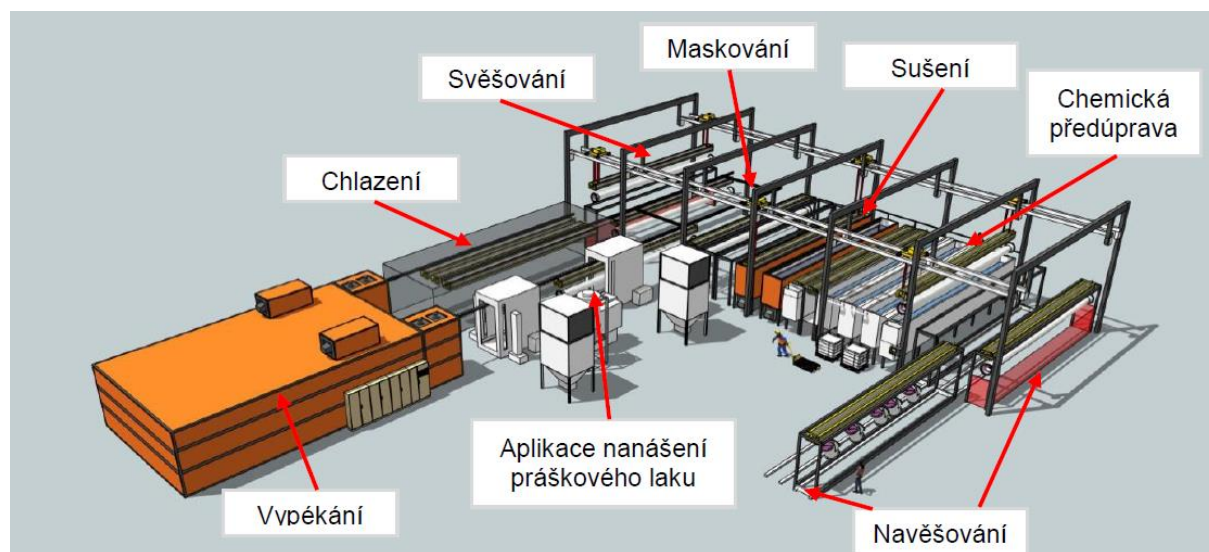 Maskování
Svěšování
Sušení
Chemická
předúprava
Chlazení
Aplikace nanášení
práškového laku
Vypékání
Navěšování